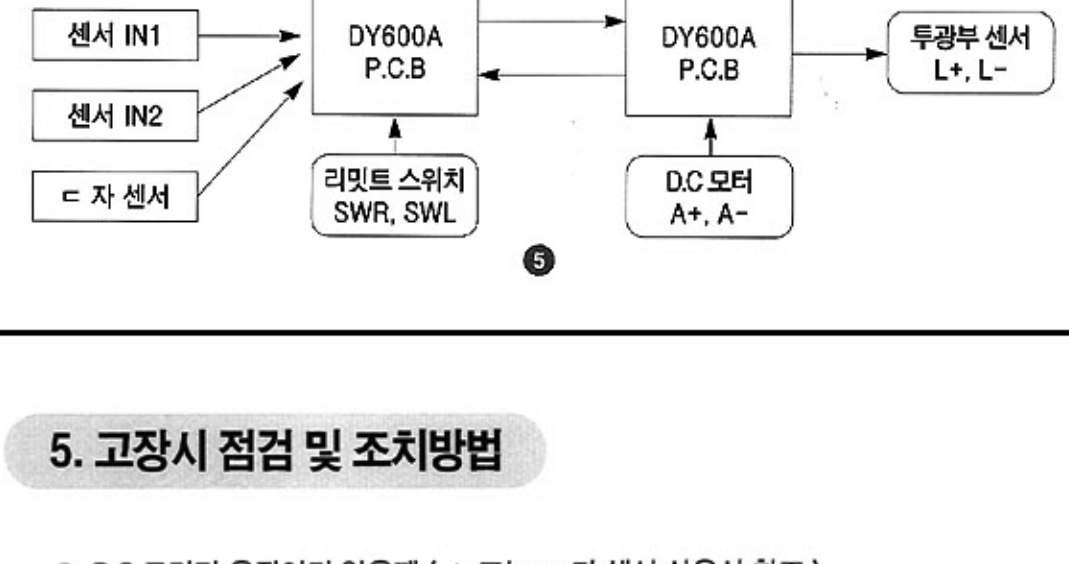 센서 IN1
DY600A
P.C.B
DY600A
P.C.B
투광부 센서
L+, L-
센서 IN2
ㄷ 자 센서
리밋트 스위치
SWR, SWL
D.C 모터
A+, A-
5
5. 고장시 점검 및 조치방법